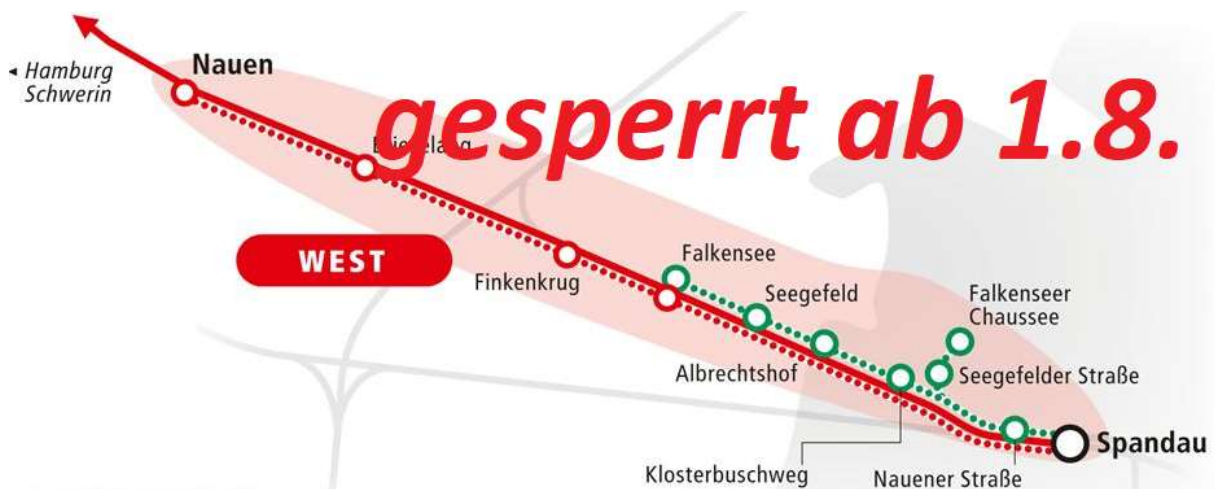 Nauen
◂ Hamburg
Schwerin
gesperrt ab 1.8.
WEST
Falkensee
Finkenkrug
Seegefeld
Falkenseer
Chaussee
Albrechtshof
Seegefelder Straße
Spandau
Klosterbuschweg
Nauener Straße